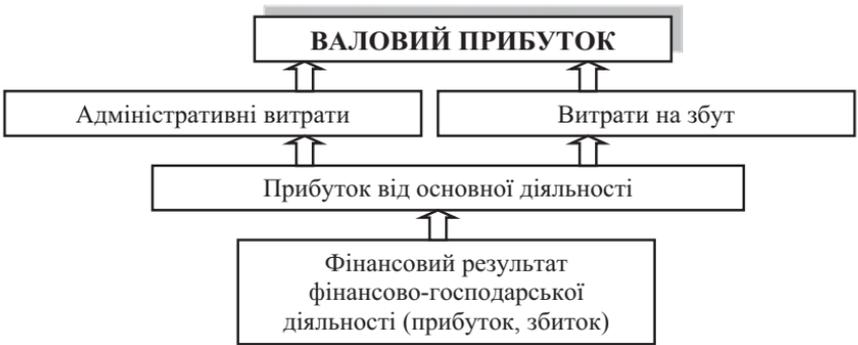 ВАЛОВИЙ ПРИБУТОК
Адміністративні витрати
Витрати на збут
Прибуток від основної діяльності
Фінансовий результат
фінансово-господарської
діяльності (прибуток, збиток)